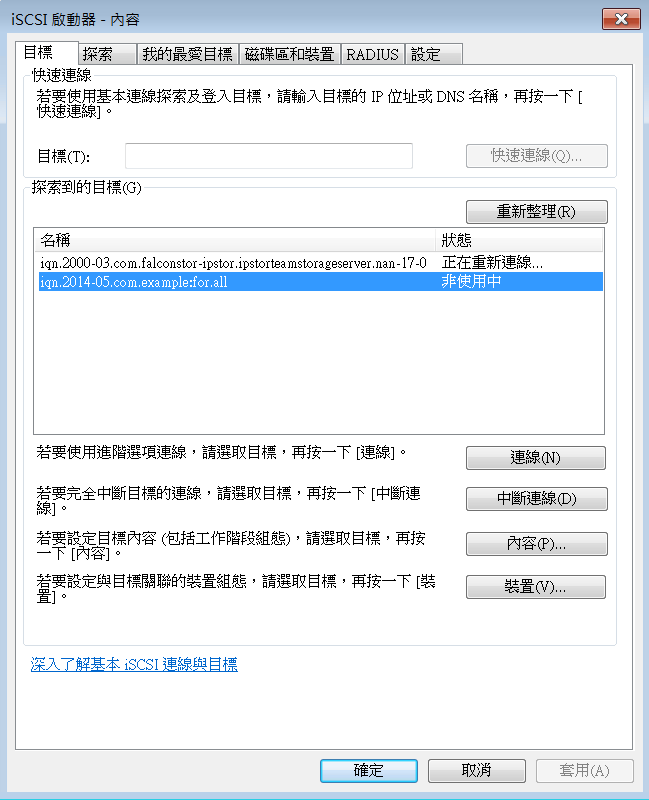 iSCSI 啟動器 - 內容
目標 探索 我的最愛目標 磁碟區和裝置 RADIUS 設定
快速連線
若要使用基本連線探索及登入目標，請輸入目標的 IP 位址或 DNS 名稱，再按一下 [
快速連線]。
目標(T): 快速連線(Q)...
探索到的目標(G)
重新整理(R)
名稱 狀態
iqn.2000-03.com.falconstor-ipstor.ipstorteamstorageserver.nan-17-0 正在重新連線...
iqn.2014-05.com.example:for.all 非使用中
若要使用進階選項連線，請選取目標，再按一下 [連線]。 連線(N)
若要完全中斷目標的連線，請選取目標，再按一下 [中斷連
線]。 中斷連線(D)
若要設定目標內容 (包括工作階段組態)，請選取目標，再按
一下 [內容]。 內容(P)...
若要設定與目標關聯的裝置組態，請選取目標，再按一下 [裝
置]。 裝置(V)...
深入了解基本 iSCSI 連線與目標
確定 取消 套用(A)